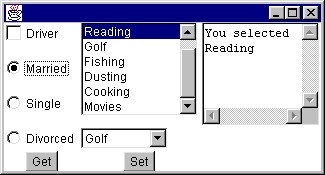 Driver
Married
Single
Divorced
Reading
Golf
Fishing
Dusting
Cooking
Movies
Golf
You selected
Reading
Get
Set